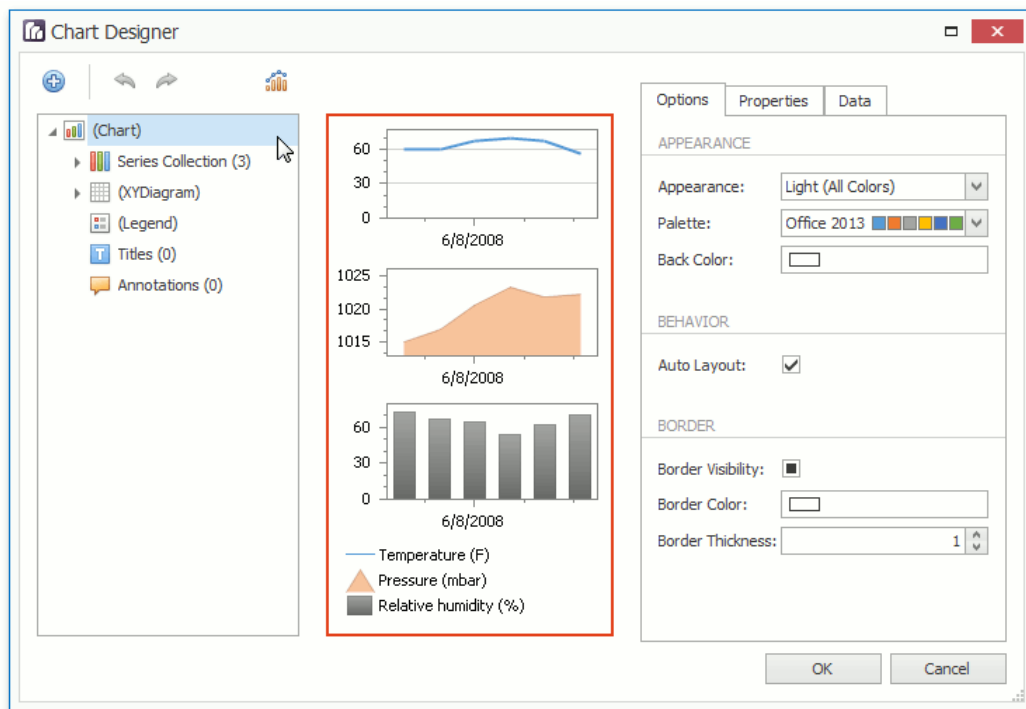 Chart Designer
(Chart)
Series Collection (3)
(XYDiagram)
(Legend)
Titles (0)
Annotations (0)
60
30
0
6/8/2008
1025
1020
1015
6/8/2008
60
30
0
6/8/2008
Temperature (F)
Pressure (mbar)
Relative humidity (%)
Options Properties Data
APPEARANCE
Appearance: Light (All Colors)
Palette: Office 2013
Back Color:
BEHAVIOR
Auto Layout:
BORDER
Border Visibility:
Border Color:
Border Thickness: 1
OK Cancel